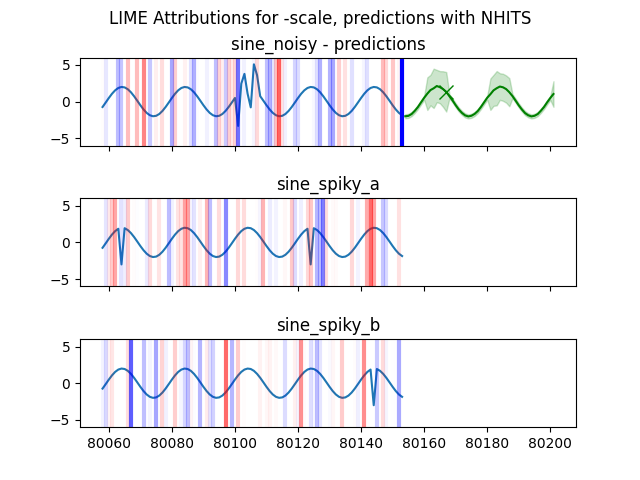 LIME Attributions for -scale, predictions with NHITS
sine_noisy - predictions
5
0
−5
sine_spiky_a
5
0
−5
sine_spiky_b
5
0
−5
80060 80080 80100 80120 80140 80160 80180 80200